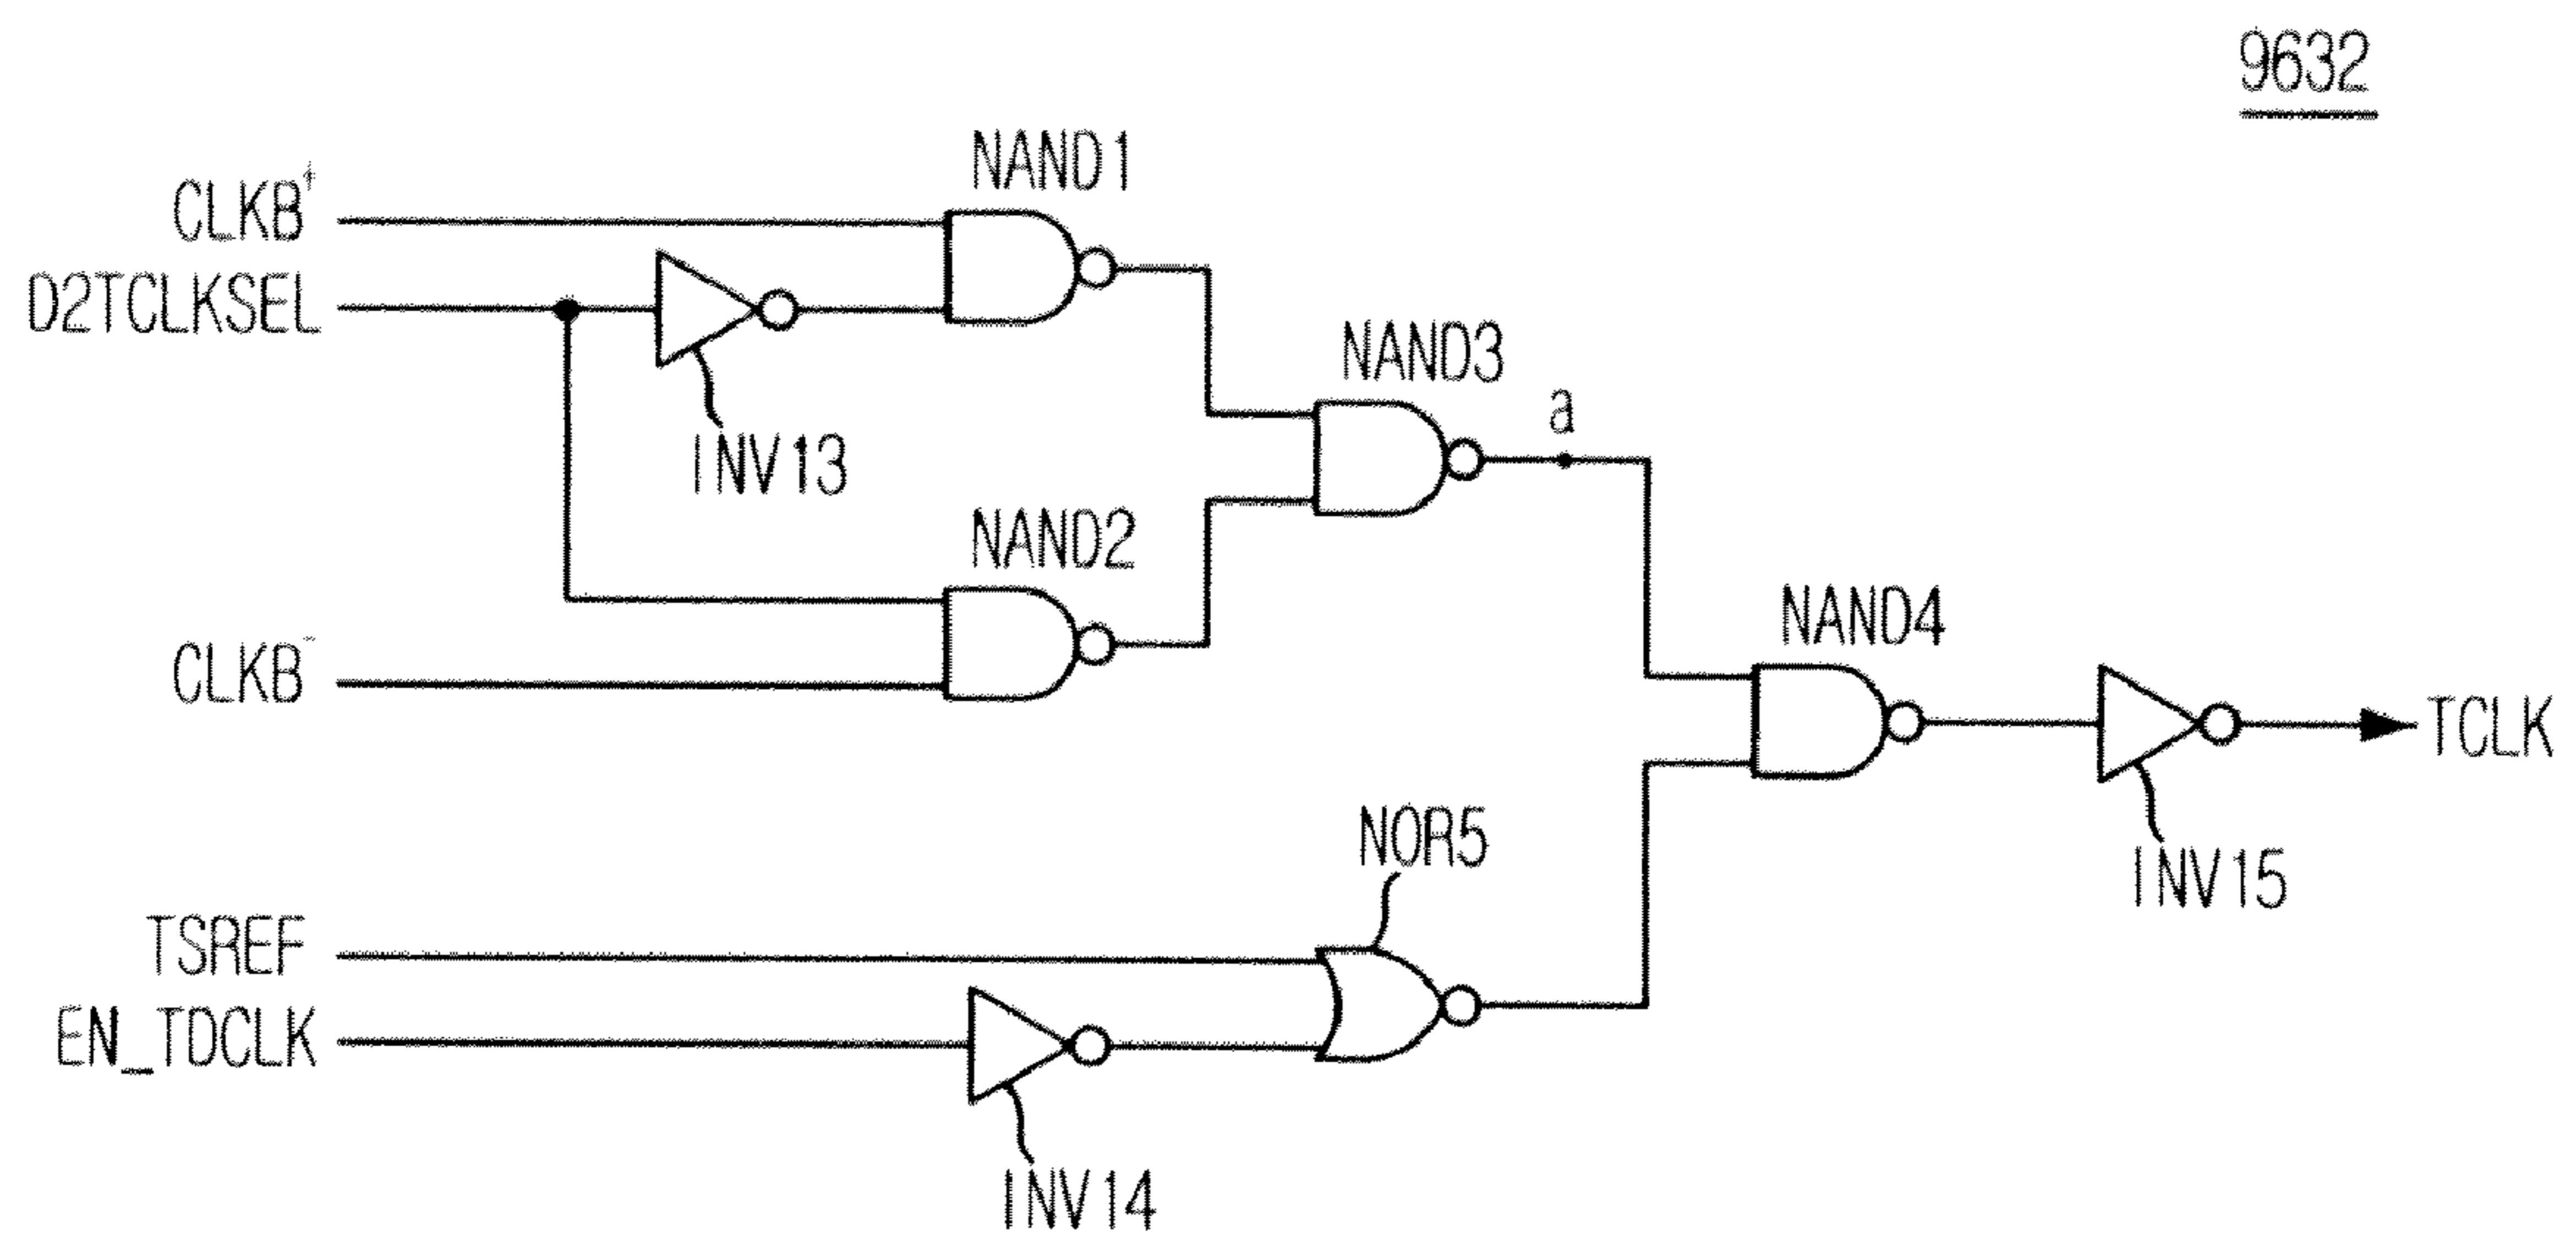 9632
NAND1
CLKB+
D2TCLKSEL
NAND3
a
INV13
NAND2
NAND4
CLKB-
TCLK
NOR5
INV15
TSREF
EN_TDCLK
INV14